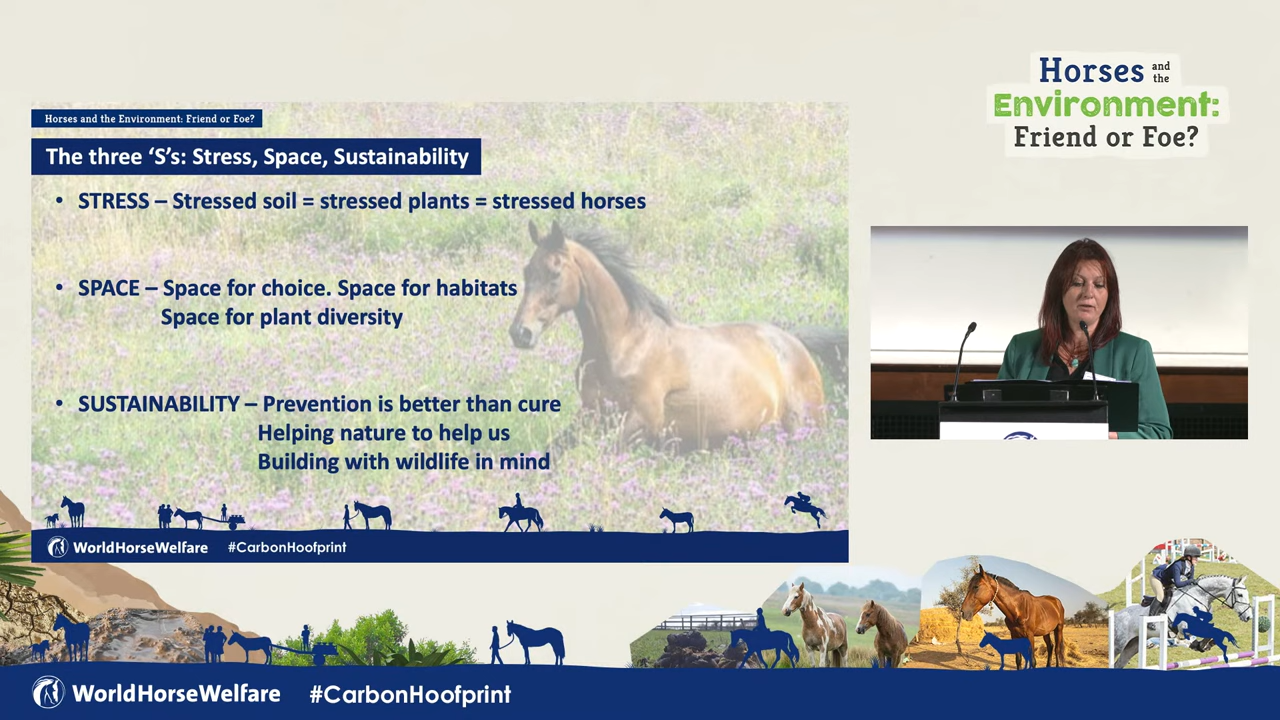 Horses and the
Environment:
Friend or Foe?
Horses and the Environment: Friend or Foe?
The three ‘S’s: Stress, Space, Sustainability
• STRESS – Stressed soil = stressed plants = stressed horses
• SPACE – Space for choice. Space for habitats
Space for plant diversity
• SUSTAINABILITY – Prevention is better than cure
Helping nature to help us
Building with wildlife in mind
WorldHorseWelfare #CarbonHoofprint
WorldHorseWelfare #CarbonHoofprint